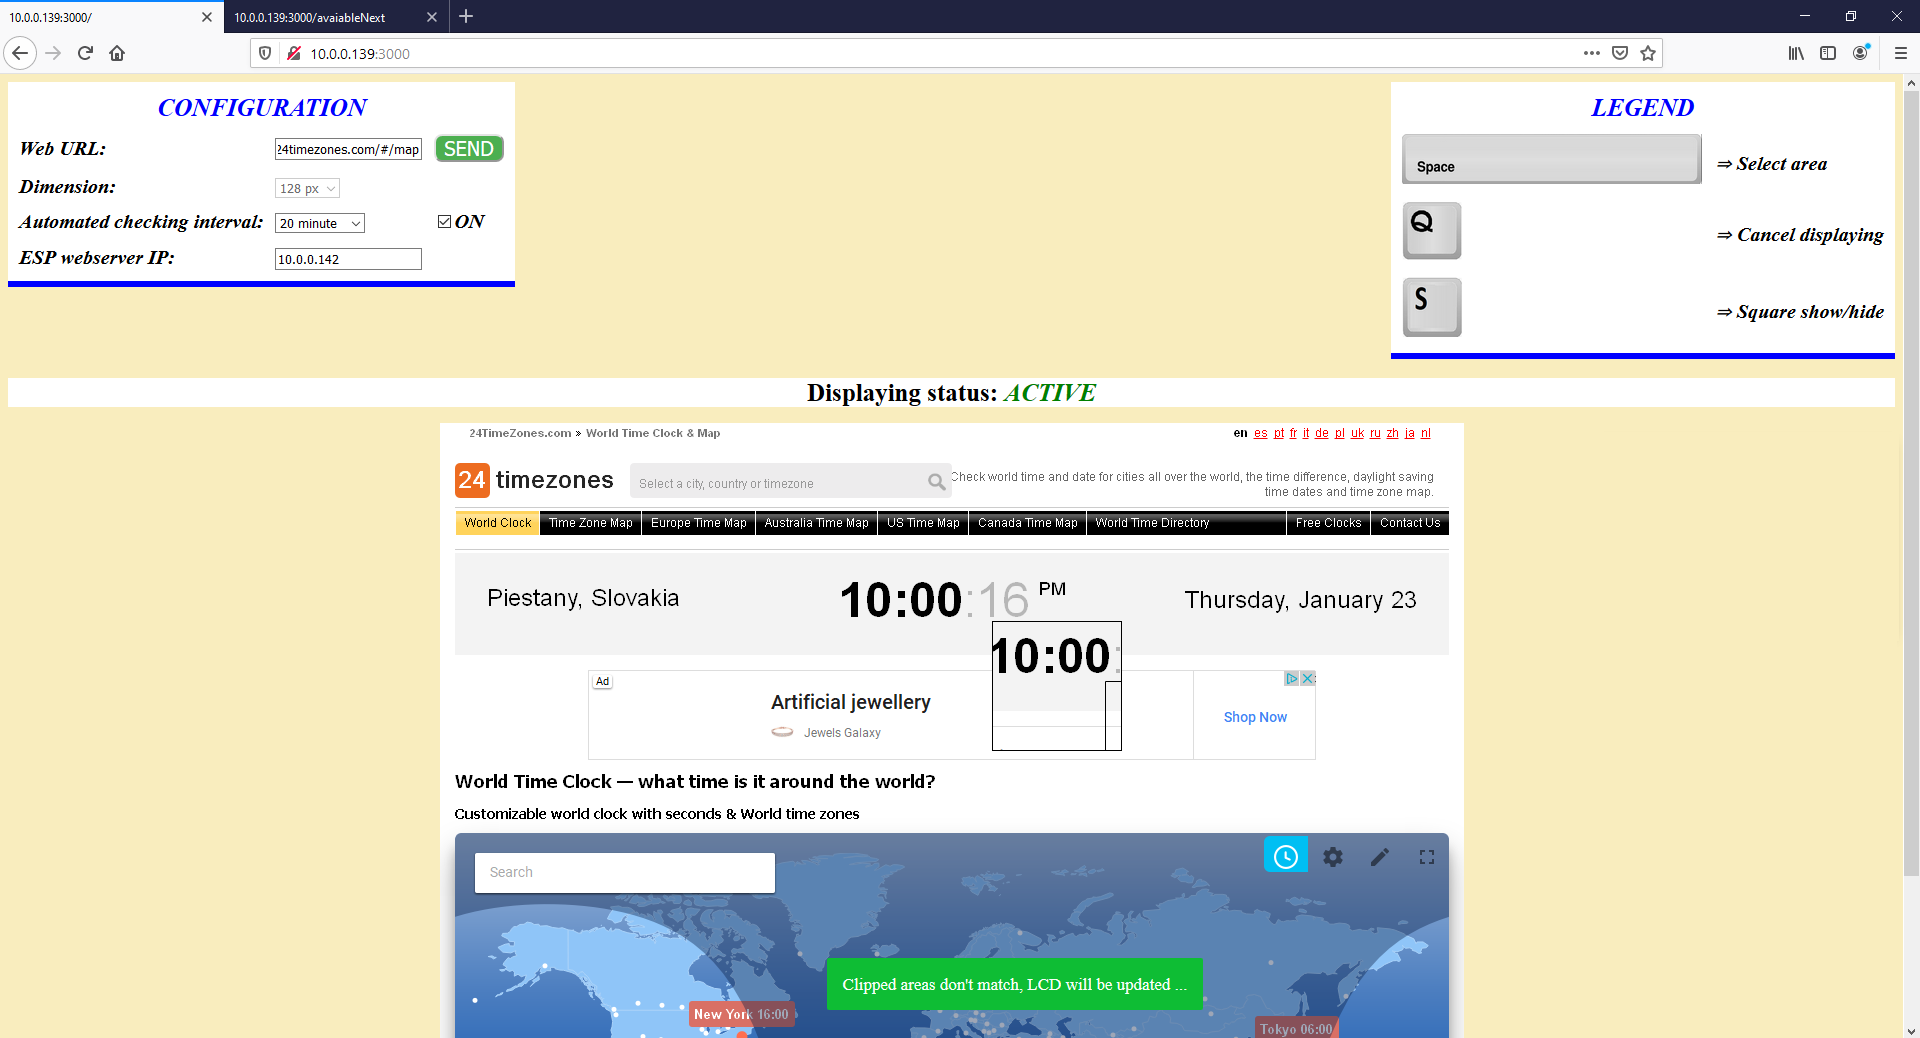 10.0.0.139:3000/
10.0.0.139:3000/avaiableNext
10.0.0.139:3000
CONFIGURATION
Web URL: 24timezones.com/#/map SEND
Dimension: 128 px
Automated checking interval: 20 minute ON
ESP webserver IP: 10.0.0.142
LEGEND
Space ⇒ Select area
Q ⇒ Cancel displaying
S ⇒ Square show/hide
Displaying status: ACTIVE
24TimeZones.com » World Time Clock & Map
en es pt fr it de pl uk ru zh ja nl
24 timezones
Select a city, country or timezone
Check world time and date for cities all over the world, the time difference, daylight saving
time dates and time zone map.
World Clock Time Zone Map Europe Time Map Australia Time Map US Time Map Canada Time Map World Time Directory Free Clocks Contact Us
Piestany, Slovakia
10:00:16 PM
Thursday, January 23
10:00:
Ad
Artificial jewellery
Jewels Galaxy
Shop Now
World Time Clock — what time is it around the world?
Customizable world clock with seconds & World time zones
Search
Clipped areas don't match, LCD will be updated ...
New York 16:00
Tokyo 06:00